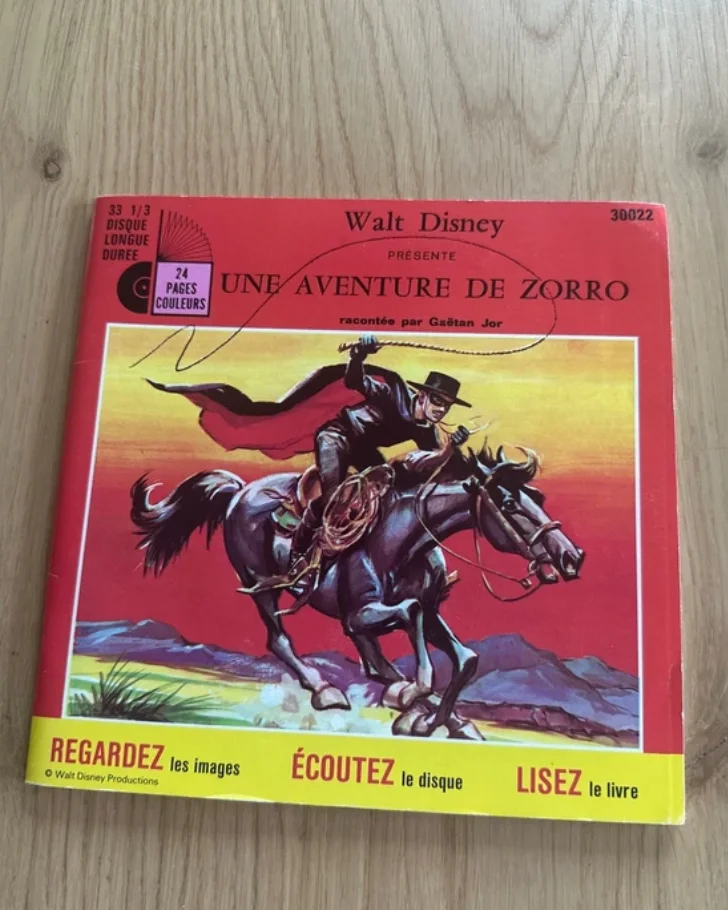 33 1/3
DISQUE
LONGUE
DUREE
24
PAGES
COULEURS
Walt Disney
30022
PRÉSENTE
UNE AVENTURE DE ZORRO
racontée par Gaëtan Jor
REGARDEZ les images
ÉCOUTEZ le disque
LISEZ le livre
© Walt Disney Productions